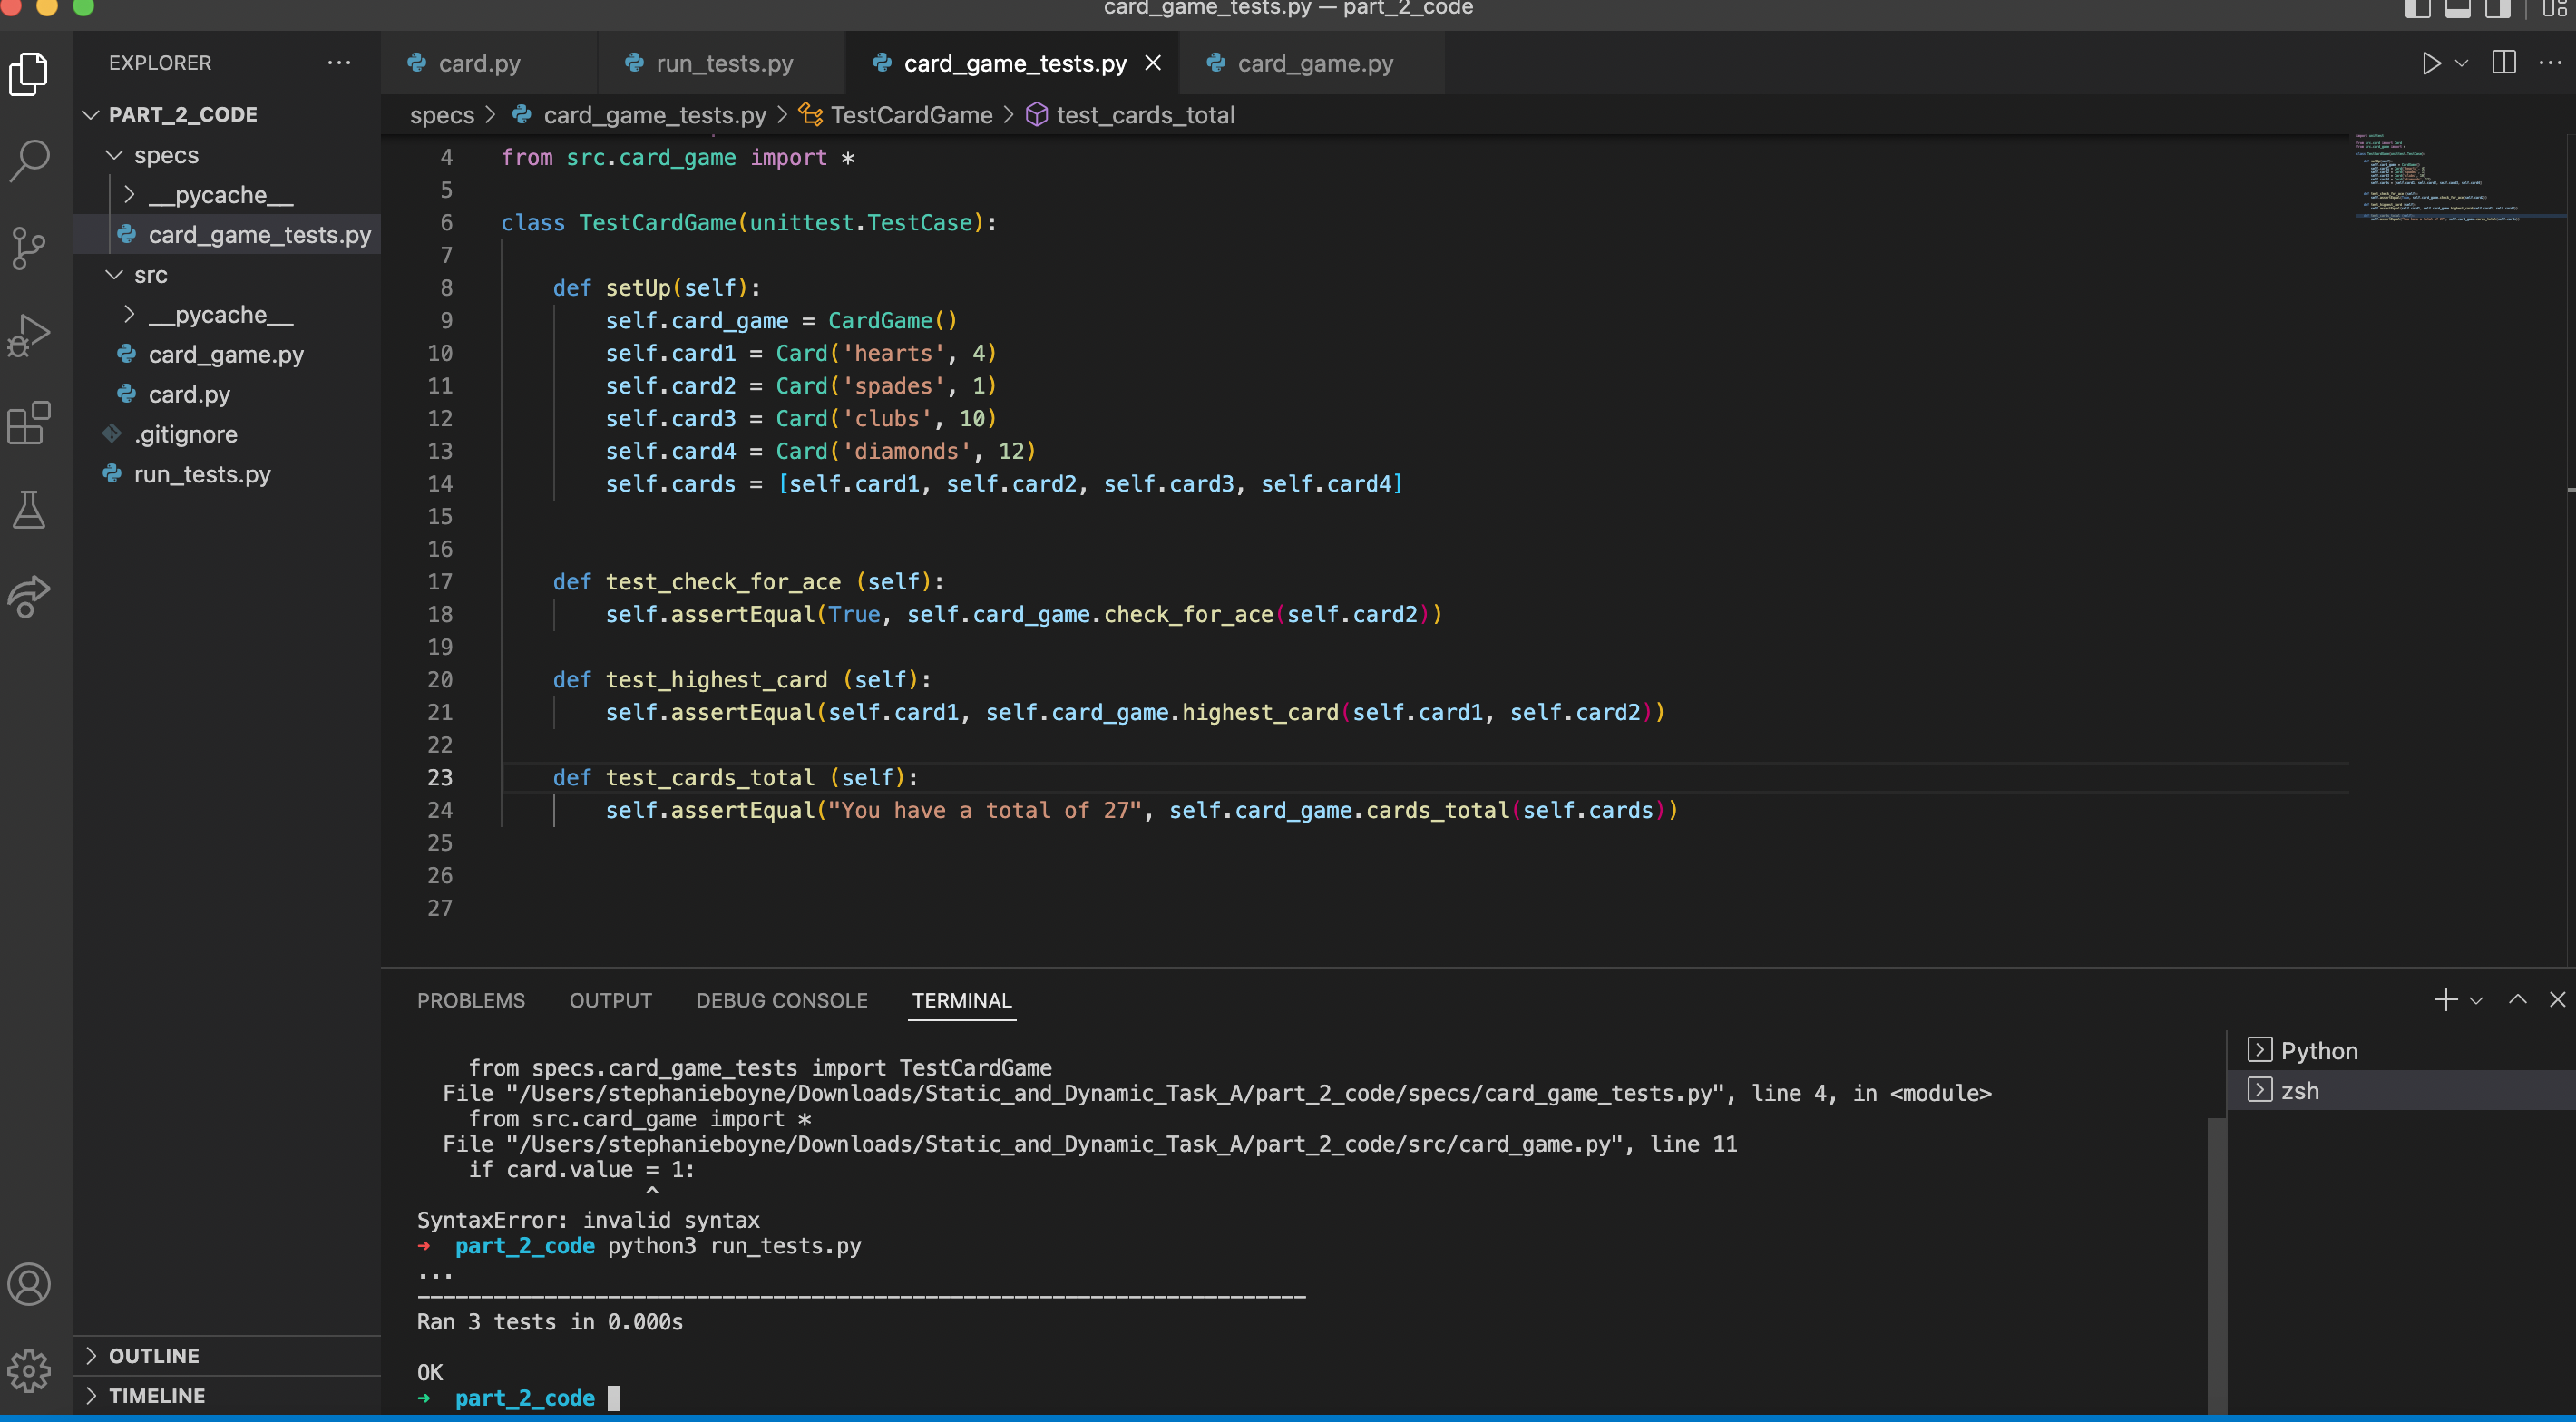 card_game_tests.py — part_2_code
EXPLORER
PART_2_CODE
specs
__pycache__
card_game_tests.py
src
__pycache__
card_game.py
card.py
.gitignore
run_tests.py
OUTLINE
TIMELINE
card.py
run_tests.py
card_game_tests.py
card_game.py
specs > card_game_tests.py > TestCardGame > test_cards_total
4 from src.card_game import *
5
6 class TestCardGame(unittest.TestCase):
7
8 def setUp(self):
9 self.card_game = CardGame()
10 self.card1 = Card('hearts', 4)
11 self.card2 = Card('spades', 1)
12 self.card3 = Card('clubs', 10)
13 self.card4 = Card('diamonds', 12)
14 self.cards = [self.card1, self.card2, self.card3, self.card4]
15
16
17 def test_check_for_ace (self):
18 self.assertEqual(True, self.card_game.check_for_ace(self.card2))
19
20 def test_highest_card (self):
21 self.assertEqual(self.card1, self.card_game.highest_card(self.card1, self.card2))
22
23 def test_cards_total (self):
24 self.assertEqual("You have a total of 27", self.card_game.cards_total(self.cards))
25
26
27
PROBLEMS OUTPUT DEBUG CONSOLE TERMINAL
from specs.card_game_tests import TestCardGame
File "/Users/stephanieboyne/Downloads/Static_and_Dynamic_Task_A/part_2_code/specs/card_game_tests.py", line 4, in <module>
from src.card_game import *
File "/Users/stephanieboyne/Downloads/Static_and_Dynamic_Task_A/part_2_code/src/card_game.py", line 11
if card.value = 1:
^
SyntaxError: invalid syntax
➜ part_2_code python3 run_tests.py
...
----------------------------------------------------------------------
Ran 3 tests in 0.000s
OK
➜ part_2_code
Python
zsh